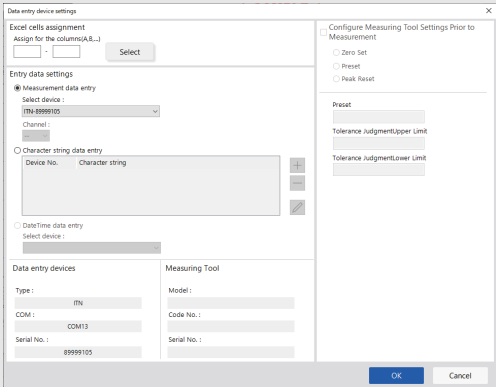 Data entry device settings
Excel cells assignment
Assign for the columns(A,B,...)
-
Select
Entry data settings
Measurement data entry
Select device :
ITN-89999105
Channel :
---
Character string data entry
Device No. Character string
DateTime data entry
Select device :
Data entry devices
Type :
ITN
COM :
COM13
Serial No. :
89999105
Measuring Tool
Model :
Code No. :
Serial No. :
Configure Measuring Tool Settings Prior to
Measurement
Zero Set
Preset
Peak Reset
Preset
Tolerance JudgmentUpper Limit
Tolerance JudgmentLower Limit
OK
Cancel